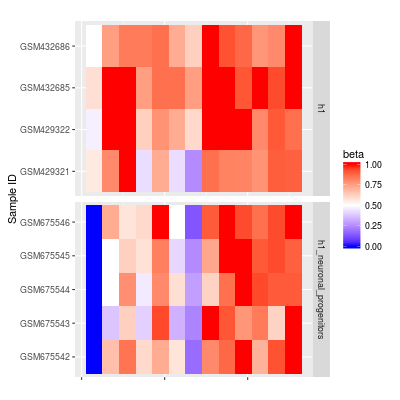 GSM432686
GSM432685
GSM429322
GSM429321
h1
GSM675546
GSM675545
GSM675544
GSM675543
GSM675542
h1_neuronal_progenitors
Sample ID
beta
1.00
0.75
0.50
0.25
0.00